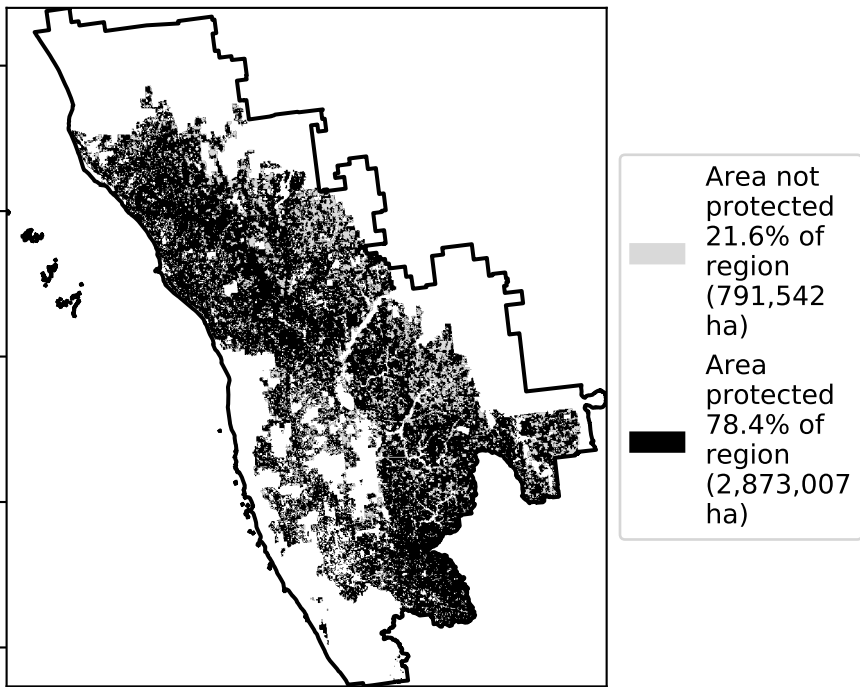 Area not
protected
21.6% of
region
(791,542
ha)
Area
protected
78.4% of
region
(2,873,007
ha)